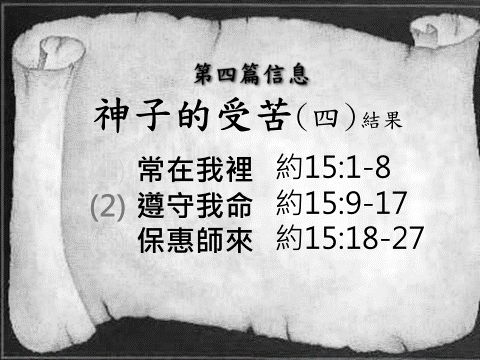 第四篇信息
神子的受苦(四)結果
常在我裡 約15:1-8
(2) 遵守我命 約15:9-17
保惠師來 約15:18-27